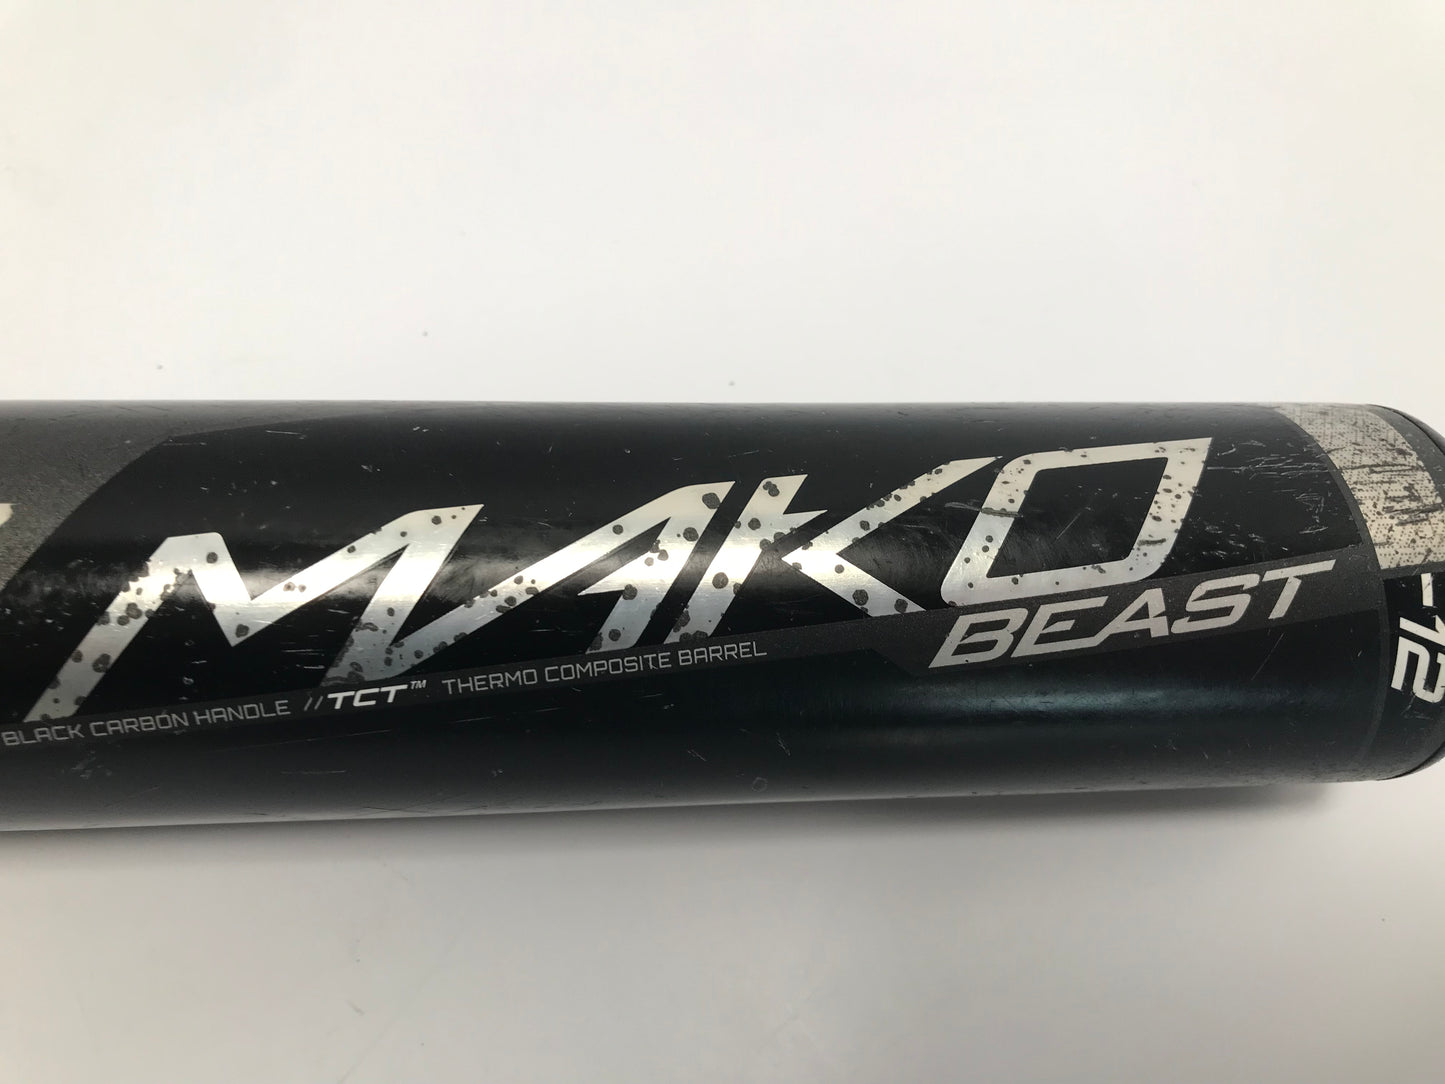 MAKO
BEAST
BLACK CARBON HANDLE // TCT™ THERMO COMPOSITE BARREL
-12